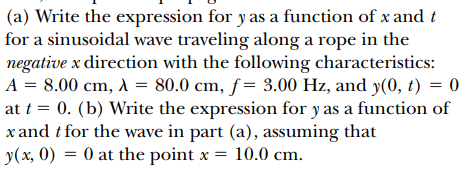 (a) Write the expression for y as a function of x and t
for a sinusoidal wave traveling along a rope in the
negative x direction with the following characteristics:
A = 8.00 cm, λ = 80.0 cm, f = 3.00 Hz, and y(0, t) = 0
at t = 0. (b) Write the expression for y as a function of
x and t for the wave in part (a), assuming that
y(x, 0) = 0 at the point x = 10.0 cm.